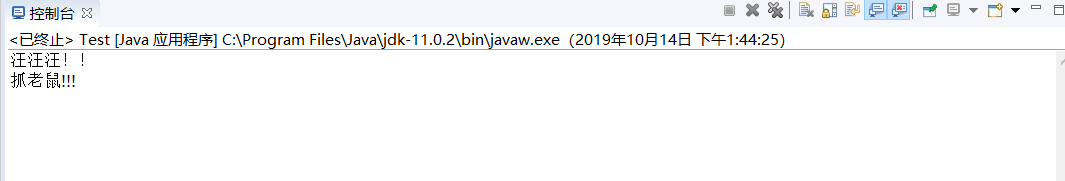 控制台
<已终止> Test [Java 应用程序] C:\Program Files\Java\jdk-11.0.2\bin\javaw.exe  (2019年10月14日 下午1:44:25)
汪汪汪！！
抓老鼠!!!